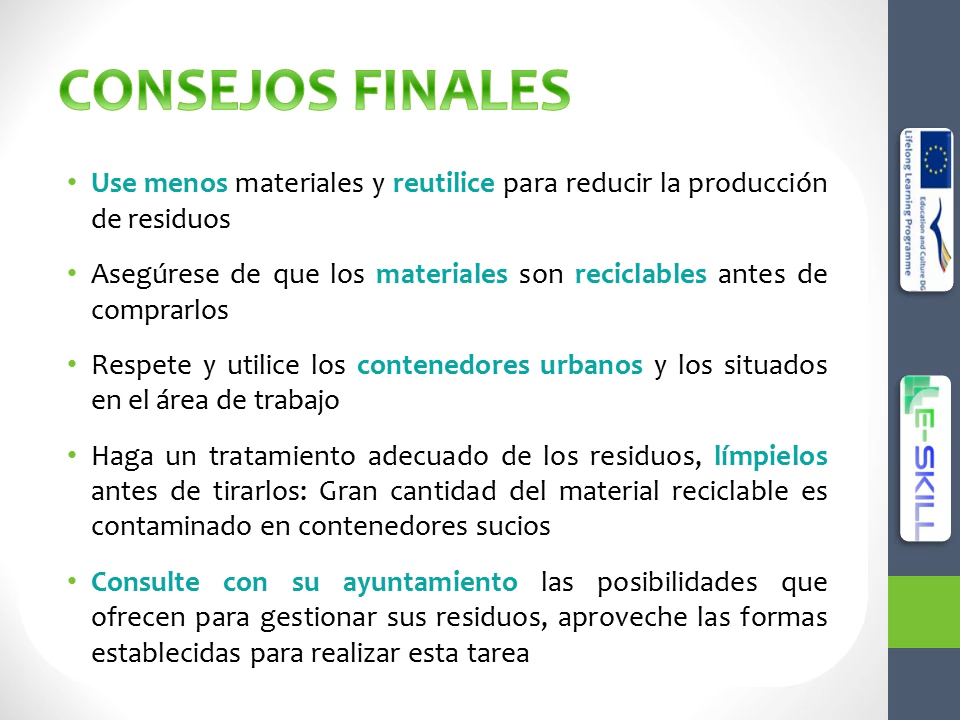 CONSEJOS FINALES
• Use menos materiales y reutilice para reducir la producción
de residuos
• Asegúrese de que los materiales son reciclables antes de
comprarlos
• Respete y utilice los contenedores urbanos y los situados
en el área de trabajo
• Haga un tratamiento adecuado de los residuos, límpielos
antes de tirarlos: Gran cantidad del material reciclable es
contaminado en contenedores sucios
• Consulte con su ayuntamiento las posibilidades que
ofrecen para gestionar sus residuos, aproveche las formas
establecidas para realizar esta tarea
Education and Culture DG
Lifelong Learning Programme
E-SKILL